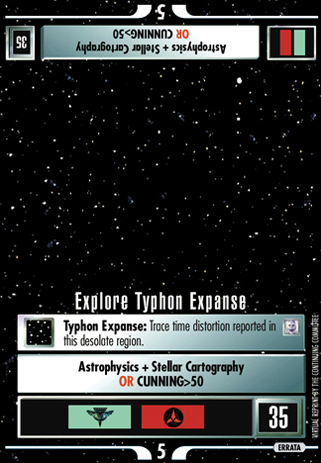 5
Astrophysics + Stellar Cartography
OR CUNNING>50
35
Explore Typhon Expanse
Typhon Expanse: Trace time distortion reported in
this desolate region.
Astrophysics + Stellar Cartography
OR CUNNING>50
35
5
ERRATA
VIRTUAL REPRINT BY THE CONTINUING COMMITTEE